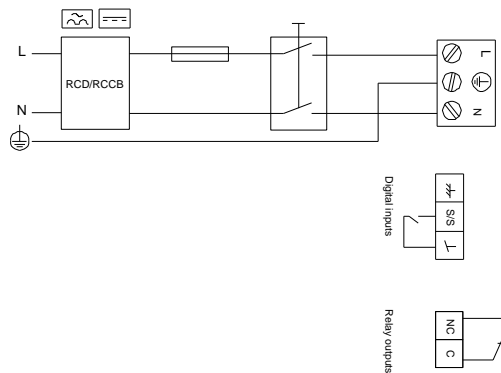 L
RCD/RCCB
N
L
N
Digital inputs
S/S
Relay outputs
NC
C